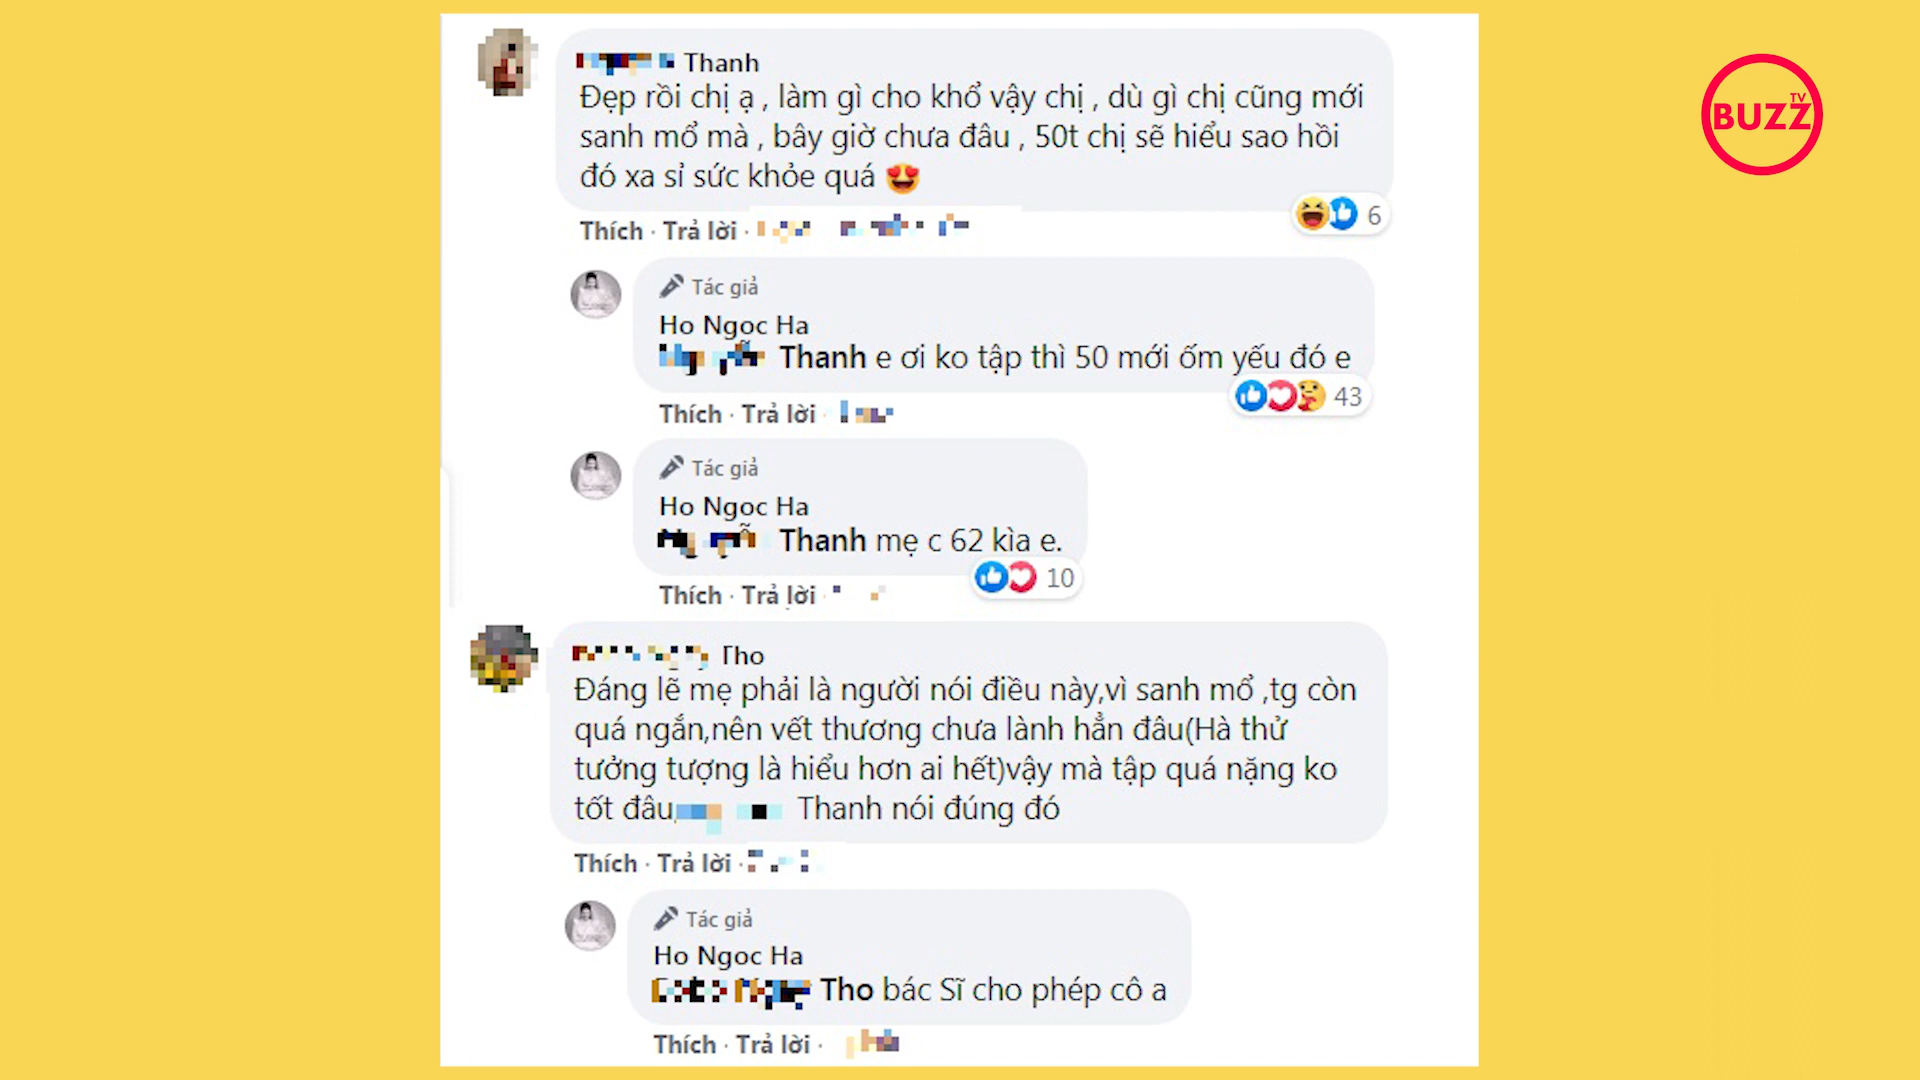 Thanh
Đẹp rồi chị ạ , làm gì cho khổ vậy chị , dù gì chị cũng mới
sanh mổ mà , bây giờ chưa đâu , 50t chị sẽ hiểu sao hồi
đó xa sỉ sức khỏe quá 😍
Thích · Trả lời ·
6
Tác giả
Ho Ngoc Ha
Thanh e ơi ko tập thì 50 mới ốm yếu đó e
43
Thích · Trả lời ·
Tác giả
Ho Ngoc Ha
Thanh mẹ c 62 kìa e.
10
Thích · Trả lời ·
Tho
Đáng lẽ mẹ phải là người nói điều này,vì sanh mổ ,tg còn
quá ngắn,nên vết thương chưa lành hẳn đâu(Hà thử
tưởng tượng là hiểu hơn ai hết)vậy mà tập quá nặng ko
tốt đâu, Thanh nói đúng đó
Thích · Trả lời ·
Tác giả
Ho Ngoc Ha
Tho bác Sĩ cho phép cô a
Thích · Trả lời ·
BUZZ TV